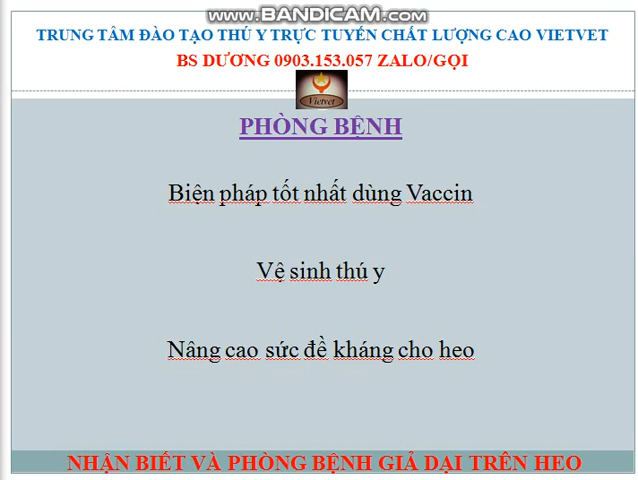 www.BANDICAM.com
TRUNG TÂM ĐÀO TẠO THÚ Y TRỰC TUYẾN CHẤT LƯỢNG CAO VIETVET
BS DƯƠNG 0903.153.057 ZALO/GỌI
Vietvet
PHÒNG BỆNH
Biện pháp tốt nhất dùng Vaccin
Vệ sinh thú y
Nâng cao sức đề kháng cho heo
NHẬN BIẾT VÀ PHÒNG BỆNH GIẢ DẠI TRÊN HEO